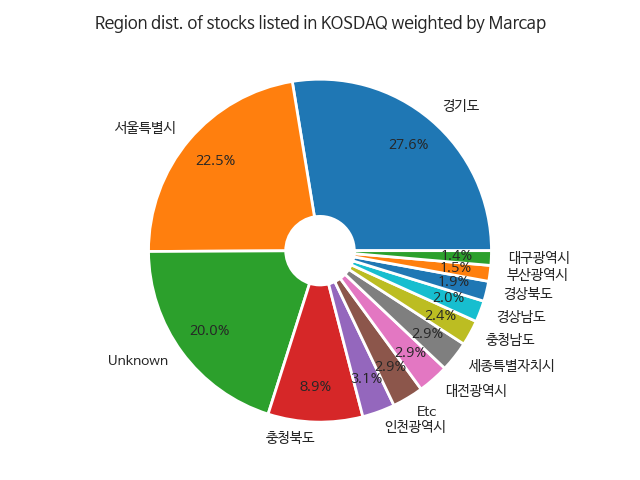 Region dist. of stocks listed in KOSDAQ weighted by Marcap
경기도
27.6%
서울특별시
22.5%
Unknown
20.0%
충청북도
8.9%
인천광역시
3.1%
Etc
2.9%
대전광역시
2.9%
세종특별자치시
2.9%
충청남도
2.4%
경상남도
2.0%
경상북도
1.9%
부산광역시
1.5%
대구광역시
1.4%